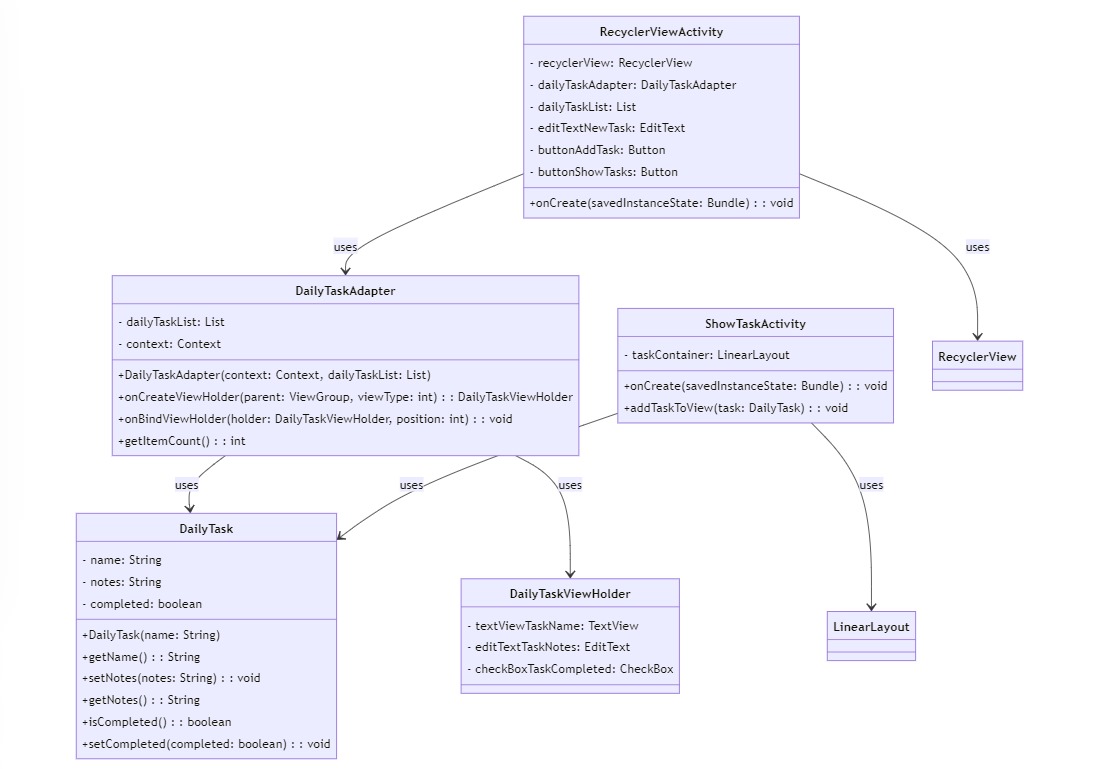 RecyclerViewActivity
- recyclerView: RecyclerView
- dailyTaskAdapter: DailyTaskAdapter
- dailyTaskList: List
- editTextNewTask: EditText
- buttonAddTask: Button
- buttonShowTasks: Button
+onCreate(savedInstanceState: Bundle) : : void
uses
uses
DailyTaskAdapter
- dailyTaskList: List
- context: Context
+DailyTaskAdapter(context: Context, dailyTaskList: List)
+onCreateViewHolder(parent: ViewGroup, viewType: int) : : DailyTaskViewHolder
+onBindViewHolder(holder: DailyTaskViewHolder, position: int) : : void
+getItemCount() : : int
ShowTaskActivity
- taskContainer: LinearLayout
+onCreate(savedInstanceState: Bundle) : : void
+addTaskToView(task: DailyTask) : : void
RecyclerView
uses
uses
uses
uses
DailyTask
- name: String
- notes: String
- completed: boolean
+DailyTask(name: String)
+getName() : : String
+setNotes(notes: String) : : void
+getNotes() : : String
+isCompleted() : : boolean
+setCompleted(completed: boolean) : : void
DailyTaskViewHolder
- textViewTaskName: TextView
- editTextTaskNotes: EditText
- checkBoxTaskCompleted: CheckBox
LinearLayout